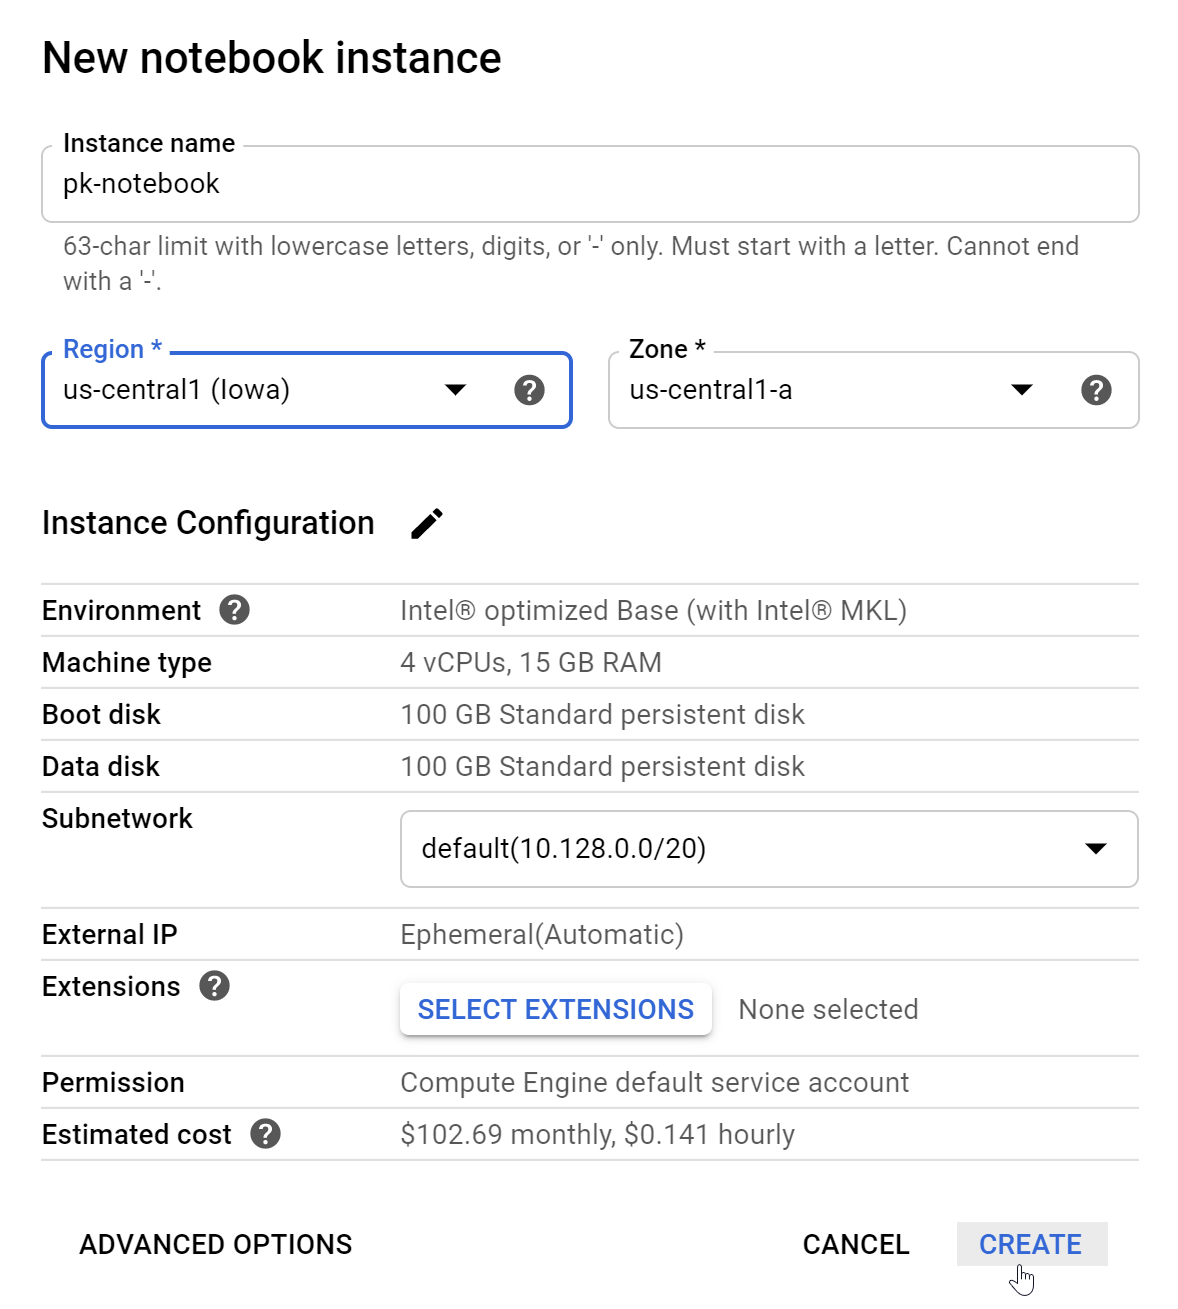 New notebook instance
Instance name
pk-notebook
63-char limit with lowercase letters, digits, or '-' only. Must start with a letter. Cannot end
with a '-'.
Region * Zone *
us-central1 (Iowa) us-central1-a
Instance Configuration
Environment Intel® optimized Base (with Intel® MKL)
Machine type 4 vCPUs, 15 GB RAM
Boot disk 100 GB Standard persistent disk
Data disk 100 GB Standard persistent disk
Subnetwork default(10.128.0.0/20)
External IP Ephemeral(Automatic)
Extensions SELECT EXTENSIONS None selected
Permission Compute Engine default service account
Estimated cost $102.69 monthly, $0.141 hourly
ADVANCED OPTIONS CANCEL CREATE